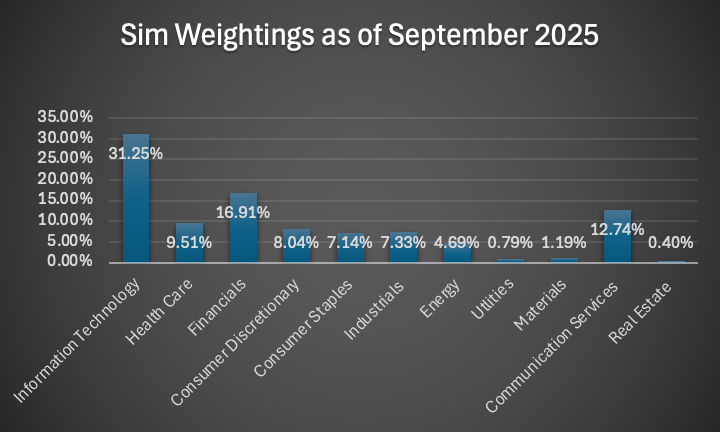 Sim Weightings as of September 2025
35.00%
30.00%
25.00%
20.00%
15.00%
10.00%
5.00%
0.00%
31.25%
9.51%
16.91%
8.04%
7.14%
7.33%
4.69%
0.79%
1.19%
12.74%
0.40%
Information Technology
Health Care
Financials
Consumer Discretionary
Consumer Staples
Industrials
Energy
Utlities
Materials
Communication Services
Real Estate